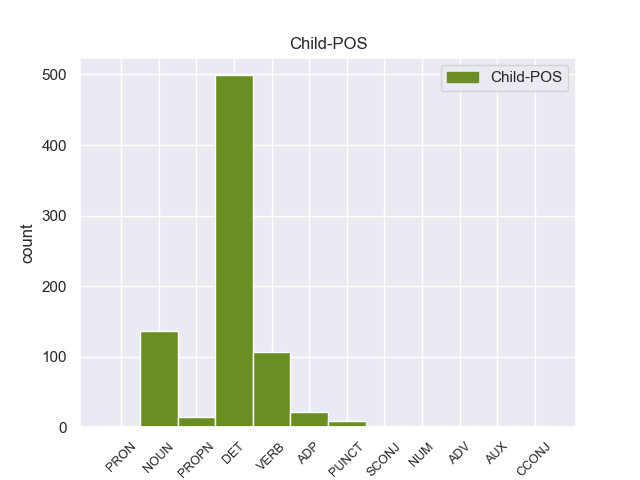 Child-POS
Child-POS
count
500
400
300
200
100
0
PRON NOUN PROPN DET VERB ADP PUNCT SCONJ NUM ADV AUX CCONJ